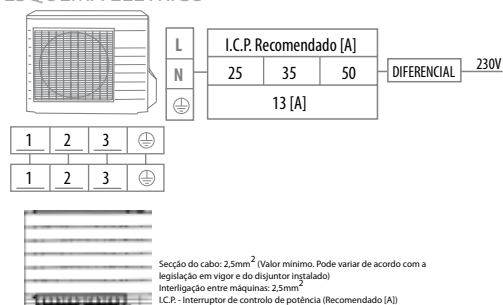 ESQUEMA ELÉTRICO
L
I.C.P. Recomendado [A]
N
25 35 50
DIFERENCIAL
230V
13 [A]
1 2 3
1 2 3
Secção do cabo: 2,5mm² (Valor mínimo. Pode variar de acordo com a
legislação em vigor e do disjuntor instalado)
Interligação entre máquinas: 2,5mm²
I.C.P. - Interruptor de controlo de potência (Recomendado [A])